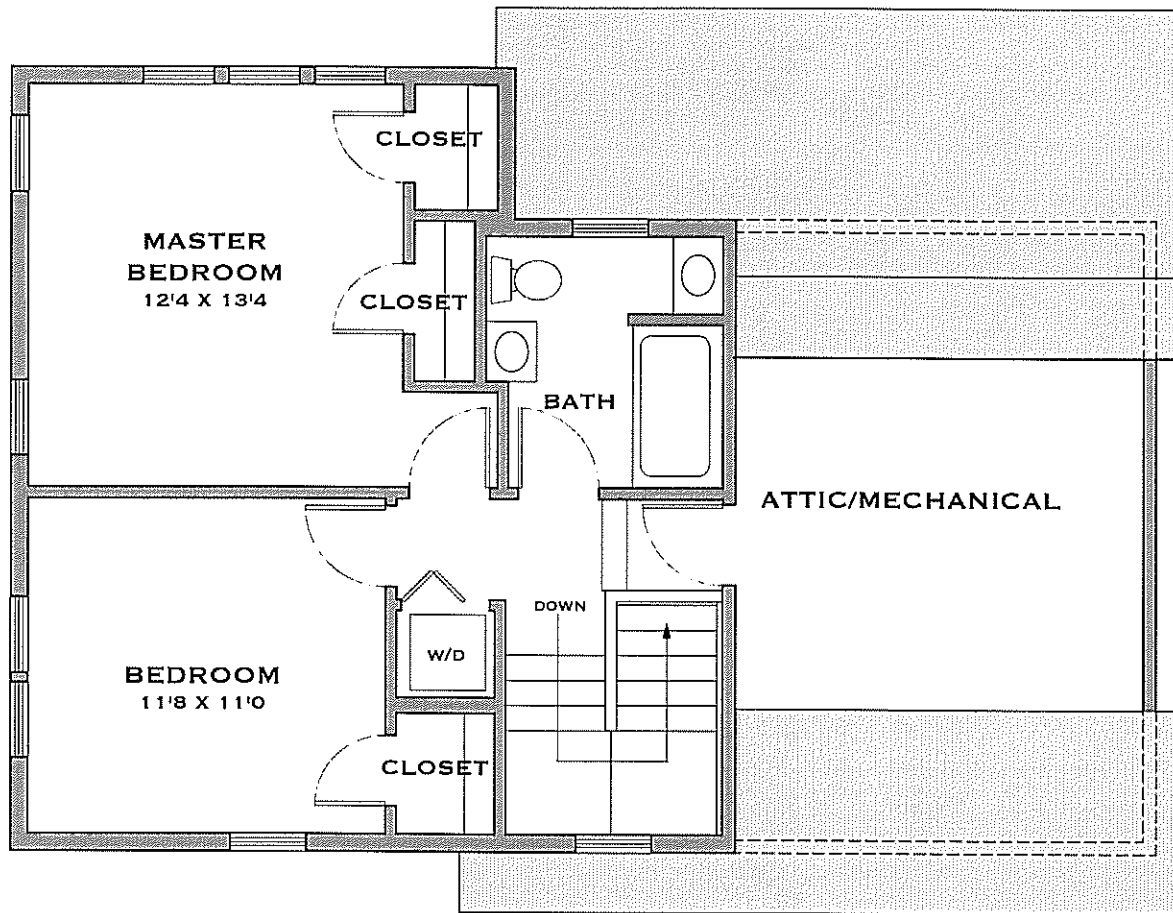 CLOSET
MASTER
BEDROOM
12'4 X 13'4
CLOSET
BATH
ATTIC/MECHANICAL
DOWN
W/D
BEDROOM
11'8 X 11'0
CLOSET